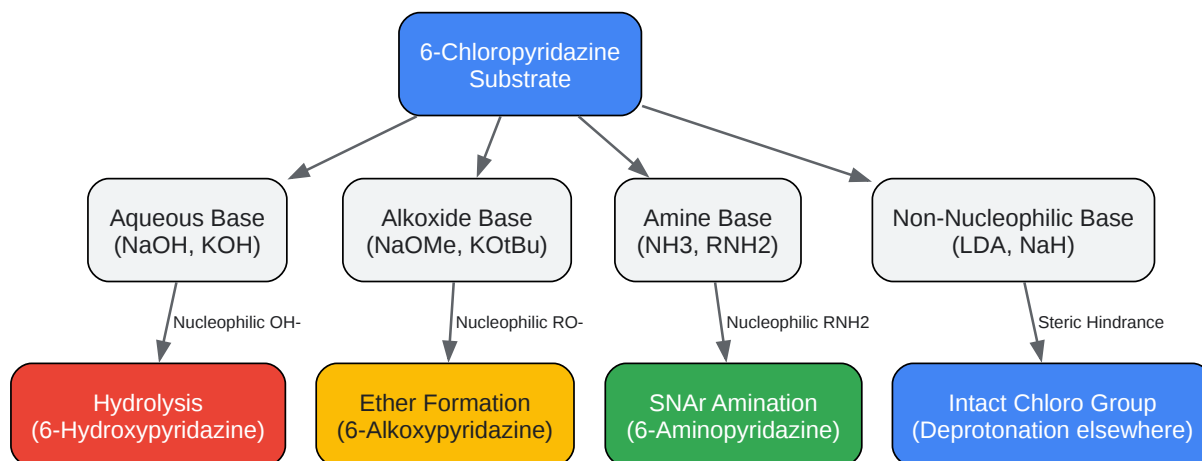 6-Chloropyridazine
Substrate
Aqueous Base
(NaOH, KOH)
Alkoxide Base
(NaOMe, KOtBu)
Amine Base
(NH3, RNH2)
Non-Nucleophilic Base
(LDA, NaH)
Nucleophilic OH-
Nucleophilic RO-
Nucleophilic RNH2
Steric Hindrance
Hydrolysis
(6-Hydroxypyridazine)
Ether Formation
(6-Alkoxypyridazine)
SNAr Amination
(6-Aminopyridazine)
Intact Chloro Group
(Deprotonation elsewhere)